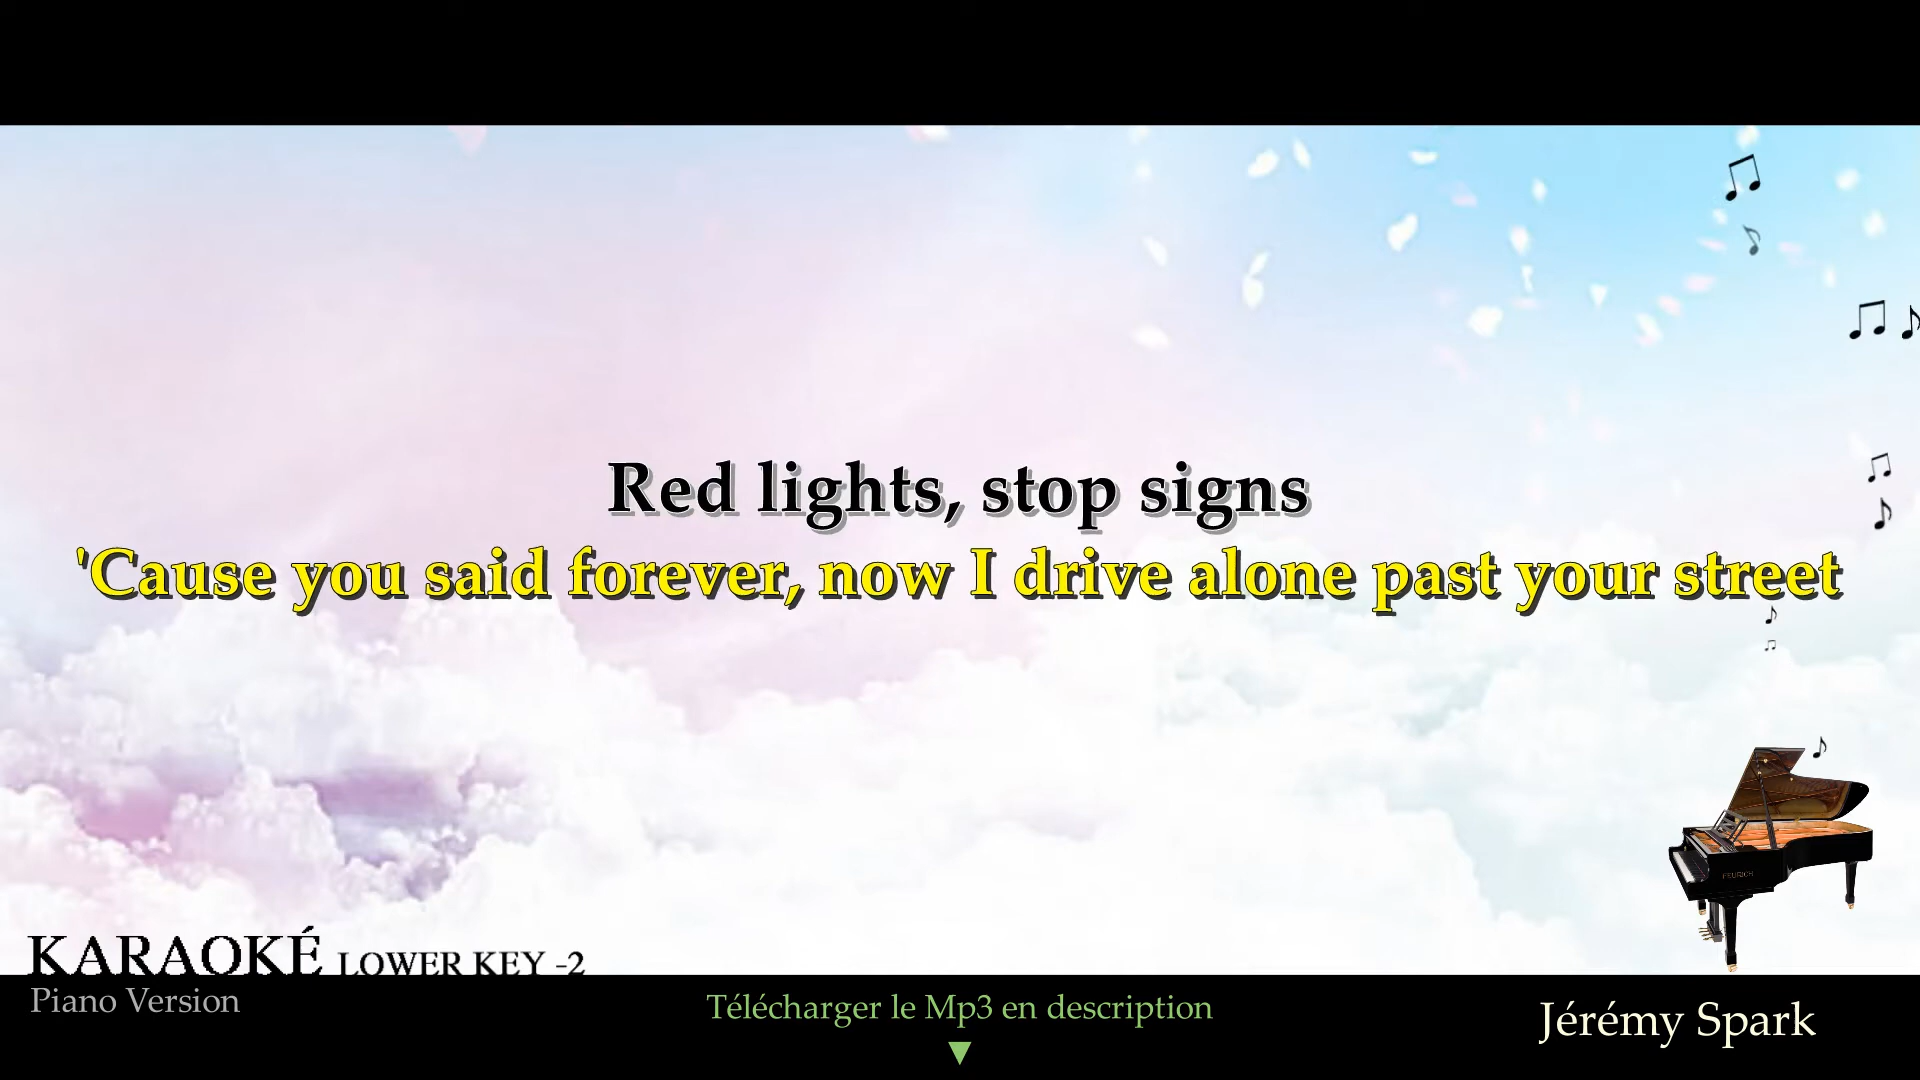 Red lights, stop signs
'Cause you said forever, now I drive alone past your street
FEURICH
KARAOKÉ LOWER KEY -2
Piano Version
Télécharger le Mp3 en description
Jérémy Spark